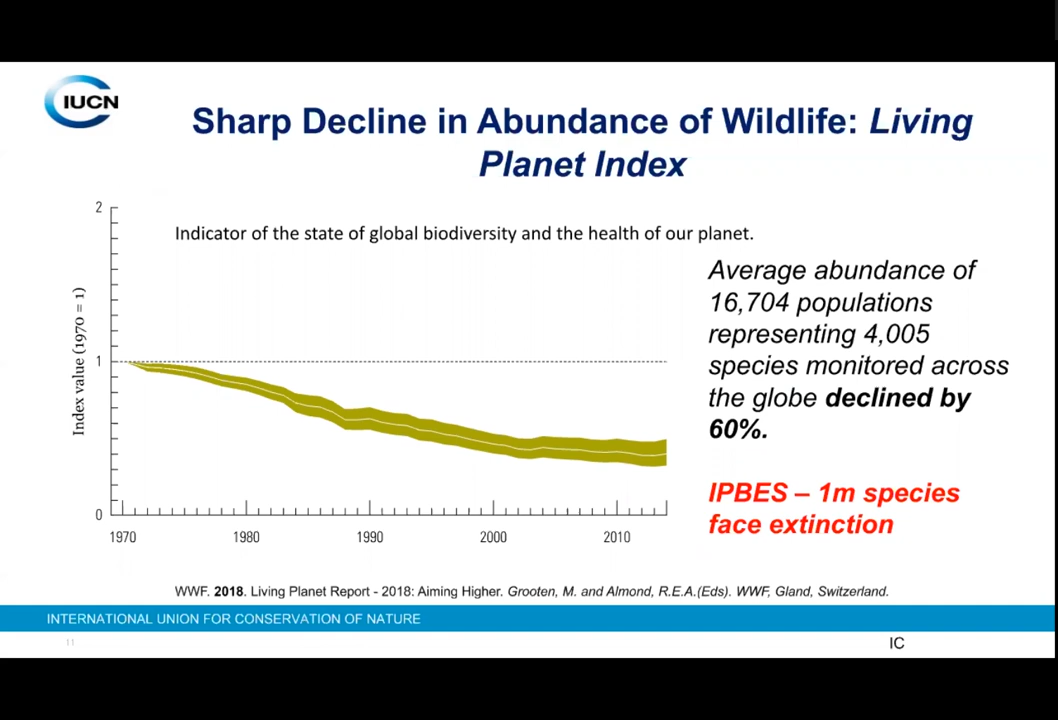 IUCN
Sharp Decline in Abundance of Wildlife: Living
Planet Index
Indicator of the state of global biodiversity and the health of our planet.
Index value (1970 = 1)
2
1
0
1970 1980 1990 2000 2010
Average abundance of
16,704 populations
representing 4,005
species monitored across
the globe declined by
60%.
IPBES – 1m species
face extinction
WWF. 2018. Living Planet Report - 2018: Aiming Higher. Grooten, M. and Almond, R.E.A.(Eds). WWF, Gland, Switzerland.
INTERNATIONAL UNION FOR CONSERVATION OF NATURE
11
IC